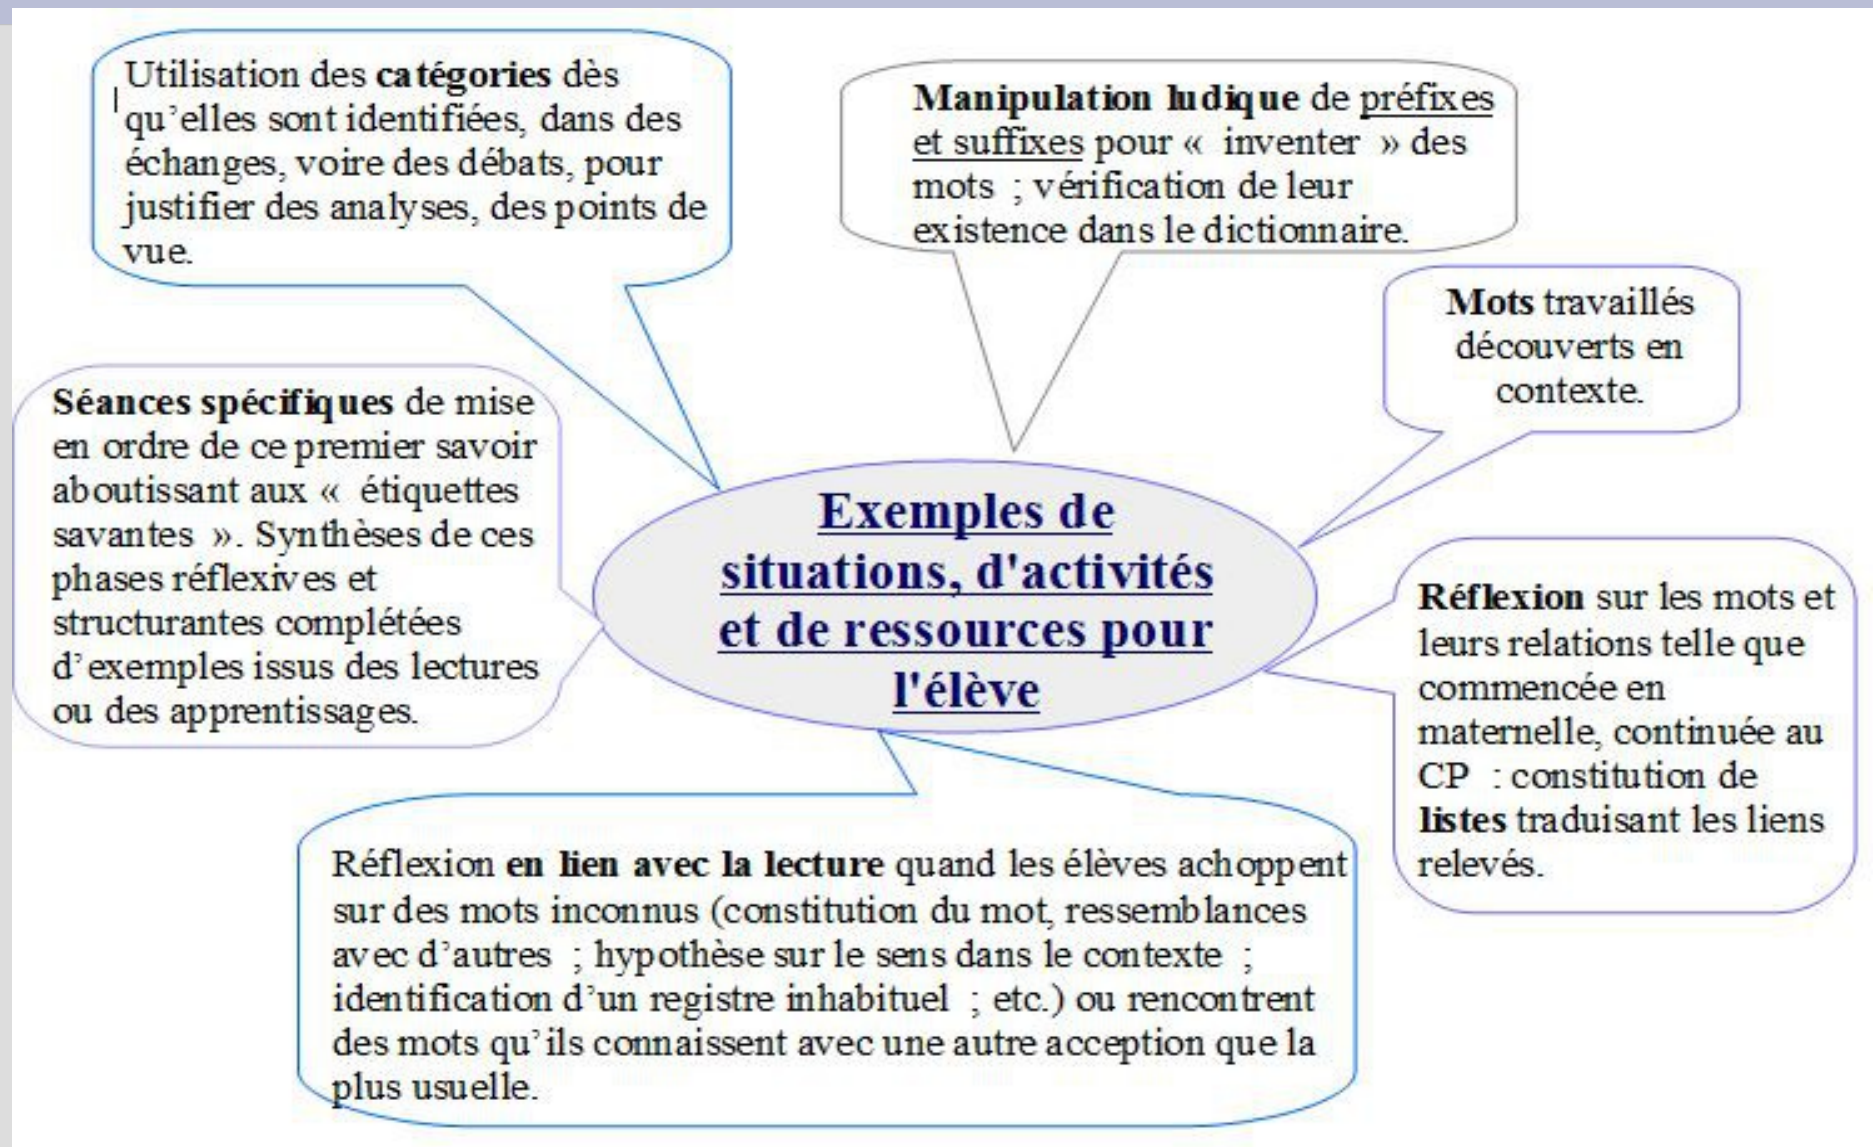 Utilisation des catégories dès
qu’elles sont identifiées, dans des
échanges, voire des débats, pour
justifier des analyses, des points de
vue.
Manipulation ludique de préfixes
et suffixes pour « inventer » des
mots ; vérification de leur
existence dans le dictionnaire.
Mots travaillés
découverts en
contexte.
Séances spécifiques de mise
en ordre de ce premier savoir
aboutissant aux « étiquettes
savantes ». Synthèses de ces
phases réflexives et
structurantes complétées
d’exemples issus des lectures
ou des apprentissages.
Exemples de
situations, d'activités
et de ressources pour
l'élève
Réflexion sur les mots et
leurs relations telle que
commencée en
maternelle, continuée au
CP : constitution de
listes traduisant les liens
relevés.
Réflexion en lien avec la lecture quand les élèves achoppent
sur des mots inconnus (constitution du mot, ressemblances
avec d’autres ; hypothèse sur le sens dans le contexte ;
identification d’un registre inhabituel ; etc.) ou rencontrent
des mots qu’ils connaissent avec une autre acception que la
plus usuelle.